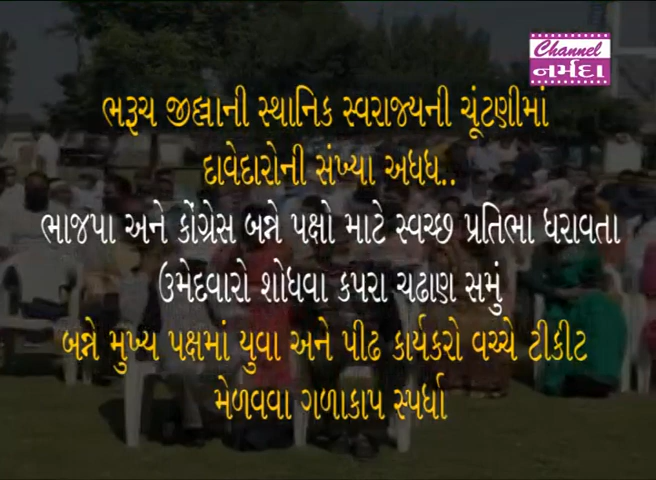 Channel
નર્મદા
ભરૂચ જીલ્લાની સ્થાનિક સ્વરાજ્યની ચૂંટણીમાં
દાવેદારોની સંખ્યા અધધ..
ભાજપા અને કોંગ્રેસ બન્ને પક્ષો માટે સ્વચ્છ પ્રતિભા ધરાવતા
ઉમેદવારો શોધવા કપરા ચઢાણ સમું
બન્ને મુખ્ય પક્ષમાં યુવા અને પીઢ કાર્યકરો વચ્ચે ટીકીટ
મેળવવા ગળાકાપ સ્પર્ધા